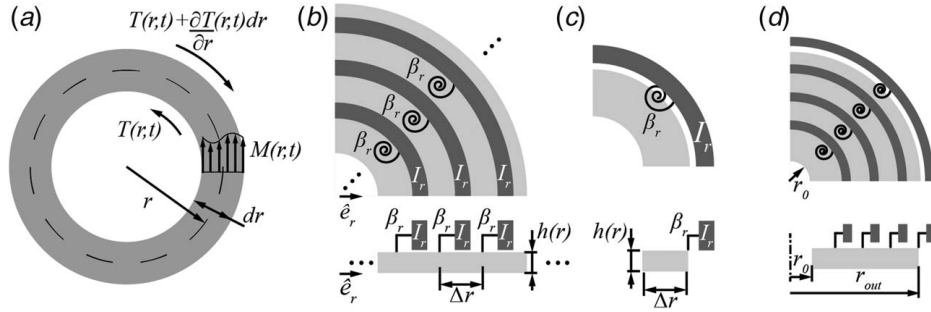 (a)
T(r,t)+∂T(r,t)dr
∂r
T(r,t)
M(r,t)
r
dr
(b)
β_r
β_r
β_r
I_r
I_r
I_r
ê_r
β_r
β_r
β_r
I_r
I_r
I_r
h(r)
ê_r
Δr
(c)
β_r
I_r
β_r
I_r
h(r)
Δr
(d)
r_0
r_0
r_out